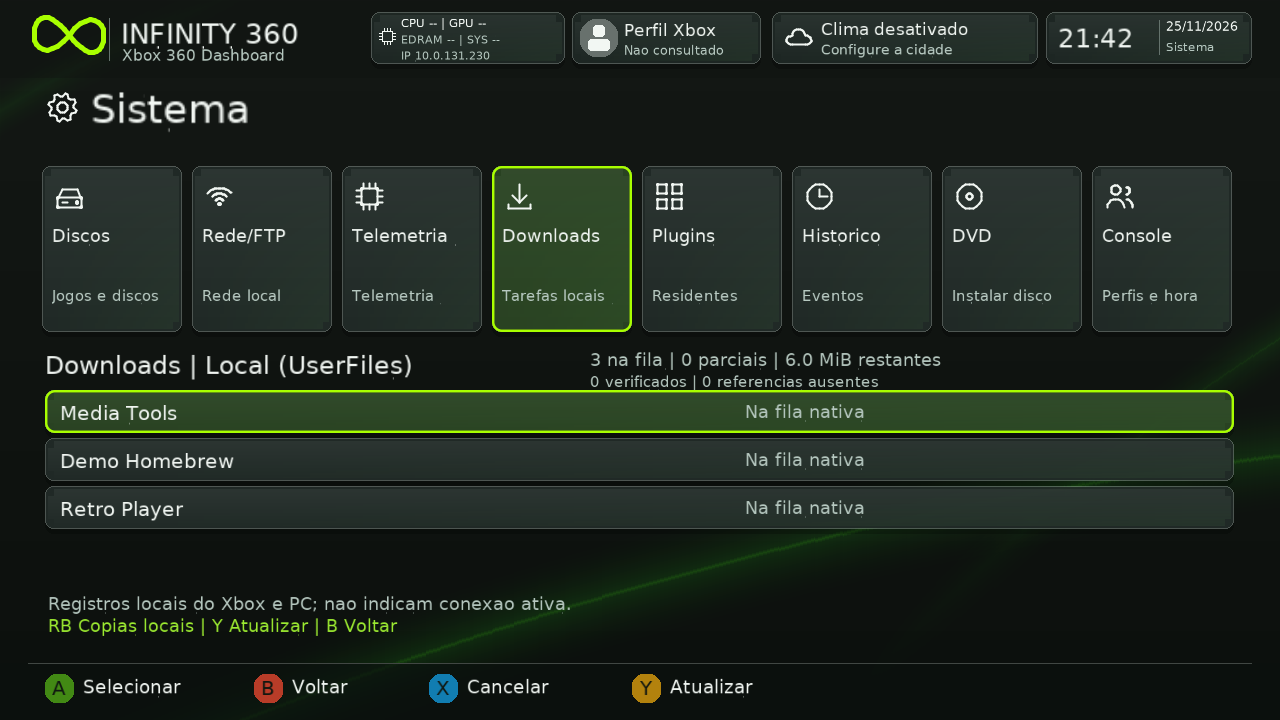 INFINITY 360
Xbox 360 Dashboard
CPU -- | GPU --
EDRAM -- | SYS --
IP 10.0.131.230
Perfil Xbox
Nao consultado
Clima desativado
Configure a cidade
21:42
25/11/2026
Sistema
Sistema
Discos
Jogos e discos
Rede/FTP
Rede local
Telemetria
Telemetria
Downloads
Tarefas locais
Plugins
Residentes
Historico
Eventos
DVD
Instalar disco
Console
Perfis e hora
Downloads | Local (UserFiles)
3 na fila | 0 parciais | 6.0 MiB restantes
0 verificados | 0 referencias ausentes
Media Tools Na fila nativa
Demo Homebrew Na fila nativa
Retro Player Na fila nativa
Registros locais do Xbox e PC; nao indicam conexao ativa.
RB Copias locais | Y Atualizar | B Voltar
A Selecionar B Voltar X Cancelar Y Atualizar